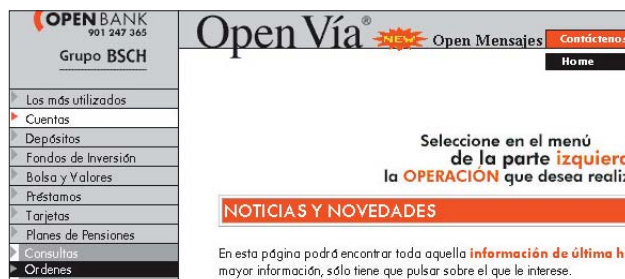 OPENBANK
901 247 365
Grupo BSCH
Los más utilizados
Cuentas
Depósitos
Fondos de Inversión
Bolsa y Valores
Préstamos
Tarjetas
Planes de Pensiones
Consultas
Ordenes
Open Vía® NEW Open Mensajes Contáctenos
Home
Seleccione en el menú
de la parte izquierd
la OPERACIÓN que desea realiz
NOTICIAS Y NOVEDADES
En esta página podrá encontrar toda aquella información de última h
mayor información, sólo tiene que pulsar sobre el que le interese.